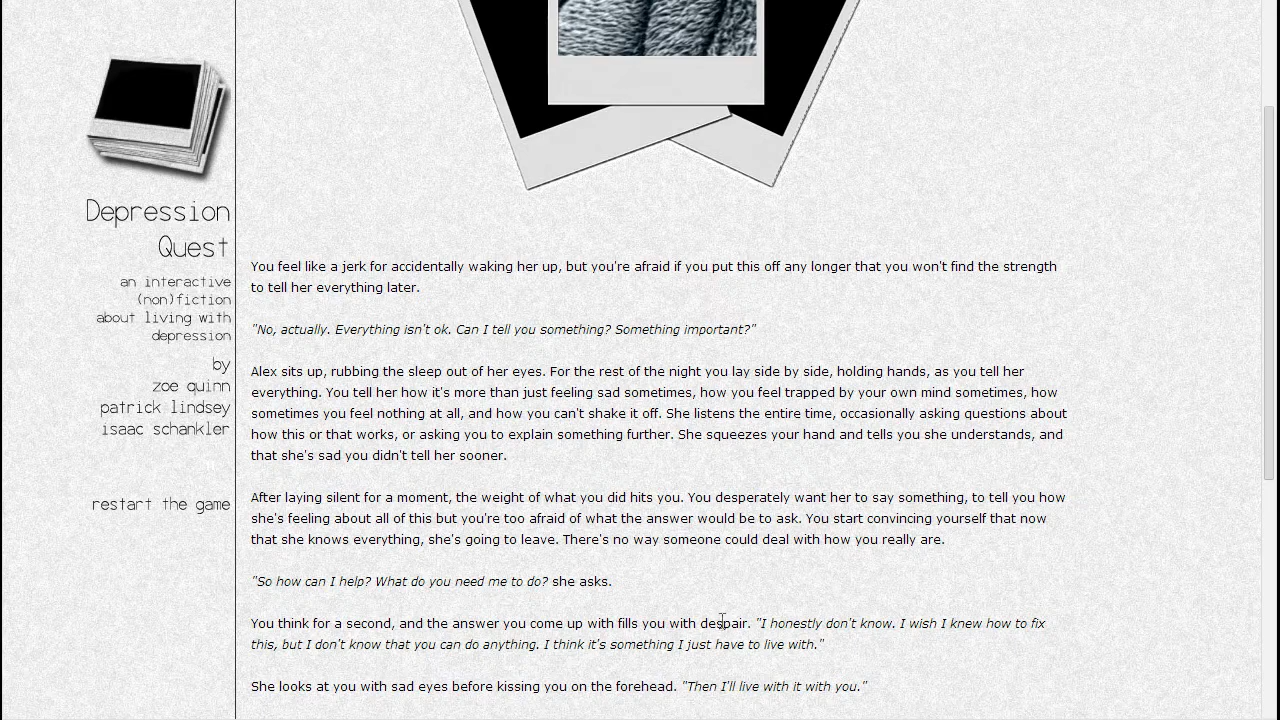 Depression
Quest
an interactive
(non)fiction
about living with
depression
by
zoe quinn
patrick lindsey
isaac schankler
restart the game
You feel like a jerk for accidentally waking her up, but you're afraid if you put this off any longer that you won't find the strength
to tell her everything later.
"No, actually. Everything isn't ok. Can I tell you something? Something important?"
Alex sits up, rubbing the sleep out of her eyes. For the rest of the night you lay side by side, holding hands, as you tell her
everything. You tell her how it's more than just feeling sad sometimes, how you feel trapped by your own mind sometimes, how
sometimes you feel nothing at all, and how you can't shake it off. She listens the entire time, occasionally asking questions about
how this or that works, or asking you to explain something further. She squeezes your hand and tells you she understands, and
that she's sad you didn't tell her sooner.
After laying silent for a moment, the weight of what you did hits you. You desperately want her to say something, to tell you how
she's feeling about all of this but you're too afraid of what the answer would be to ask. You start convincing yourself that now
that she knows everything, she's going to leave. There's no way someone could deal with how you really are.
"So how can I help? What do you need me to do? she asks.
You think for a second, and the answer you come up with fills you with despair. "I honestly don't know. I wish I knew how to fix
this, but I don't know that you can do anything. I think it's something I just have to live with."
She looks at you with sad eyes before kissing you on the forehead. "Then I'll live with it with you."